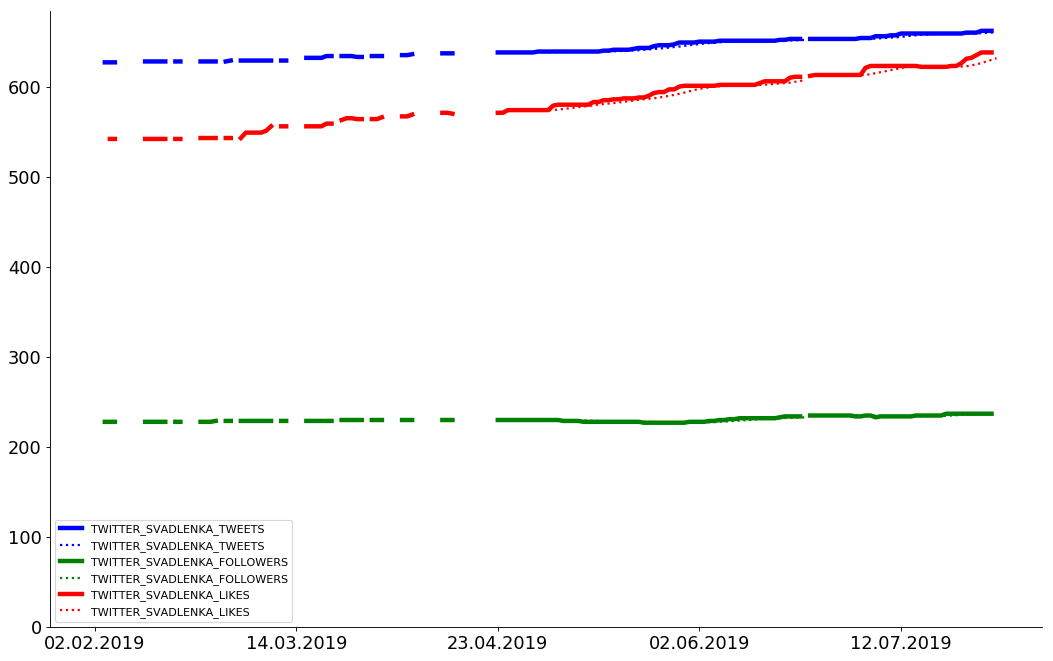 600
500
400
300
200
100
0
TWITTER_SVADLENKA_TWEETS
TWITTER_SVADLENKA_TWEETS
TWITTER_SVADLENKA_FOLLOWERS
TWITTER_SVADLENKA_FOLLOWERS
TWITTER_SVADLENKA_LIKES
TWITTER_SVADLENKA_LIKES
02.02.2019 14.03.2019 23.04.2019 02.06.2019 12.07.2019